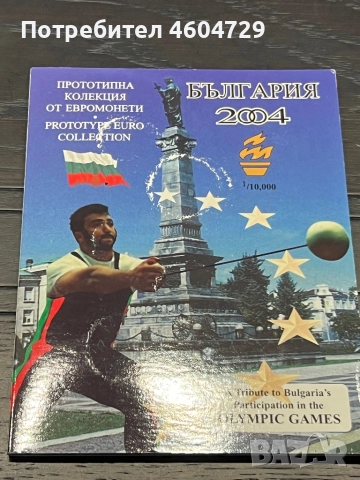 Потребител 4604729
ПРОТОТИПНА
КОЛЕКЦИЯ
ОТ ЕВРОМОНЕТИ
•
PROTOTYPE EURO
COLLECTION
БЪЛГАРИЯ
2004
1/10,000
A Tribute to Bulgaria's
Participation in the
OLYMPIC GAMES
BAZAR